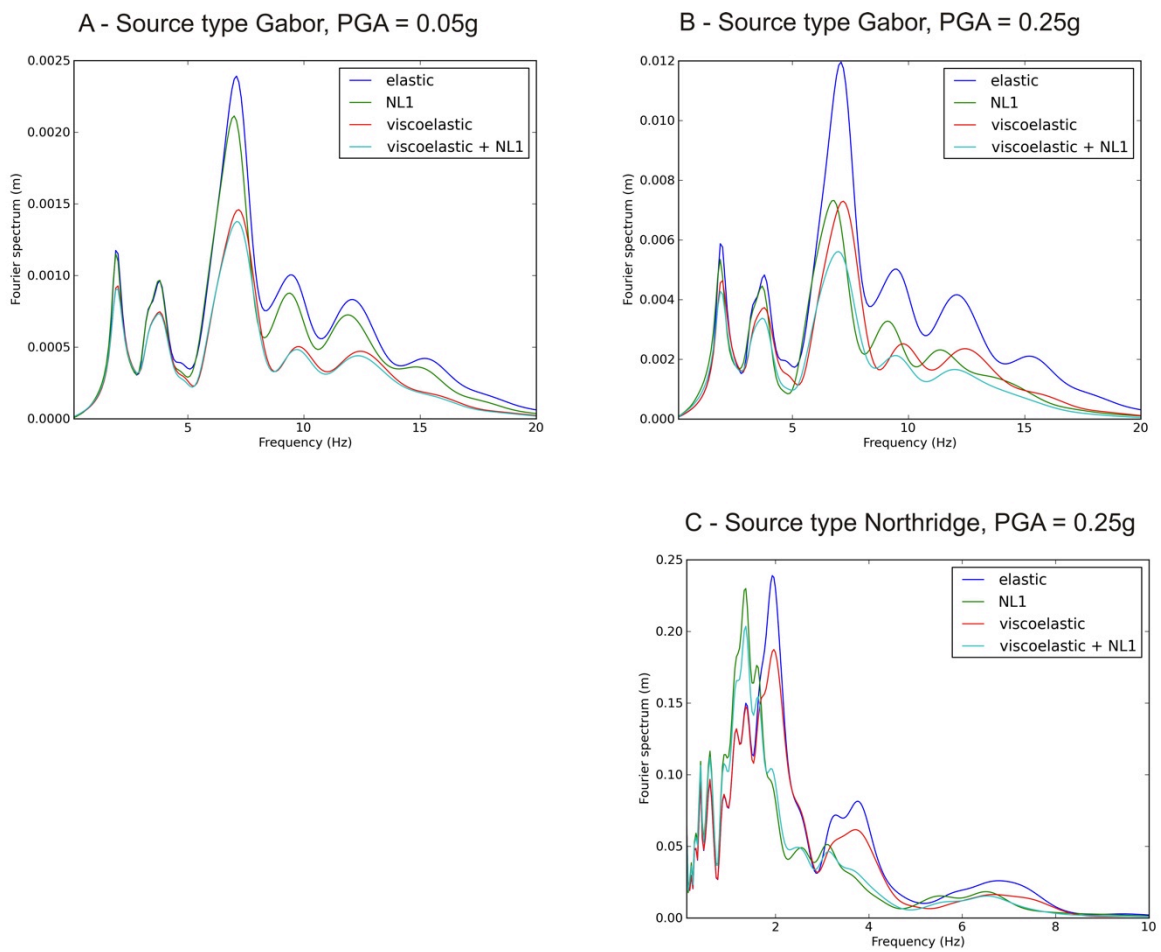 A - Source type Gabor, PGA = 0.05g
0.0025
0.0020
0.0015
0.0010
0.0005
0.0000
Fourier spectrum (m)
elastic
NL1
viscoelastic
viscoelastic + NL1
5
10
15
20
Frequency (Hz)
B - Source type Gabor, PGA = 0.25g
0.012
0.010
0.008
0.006
0.004
0.002
0.000
Fourier spectrum (m)
elastic
NL1
viscoelastic
viscoelastic + NL1
5
10
15
20
Frequency (Hz)
C - Source type Northridge, PGA = 0.25g
0.25
0.20
0.15
0.10
0.05
0.00
Fourier spectrum (m)
elastic
NL1
viscoelastic
viscoelastic + NL1
2
4
6
8
10
Frequency (Hz)